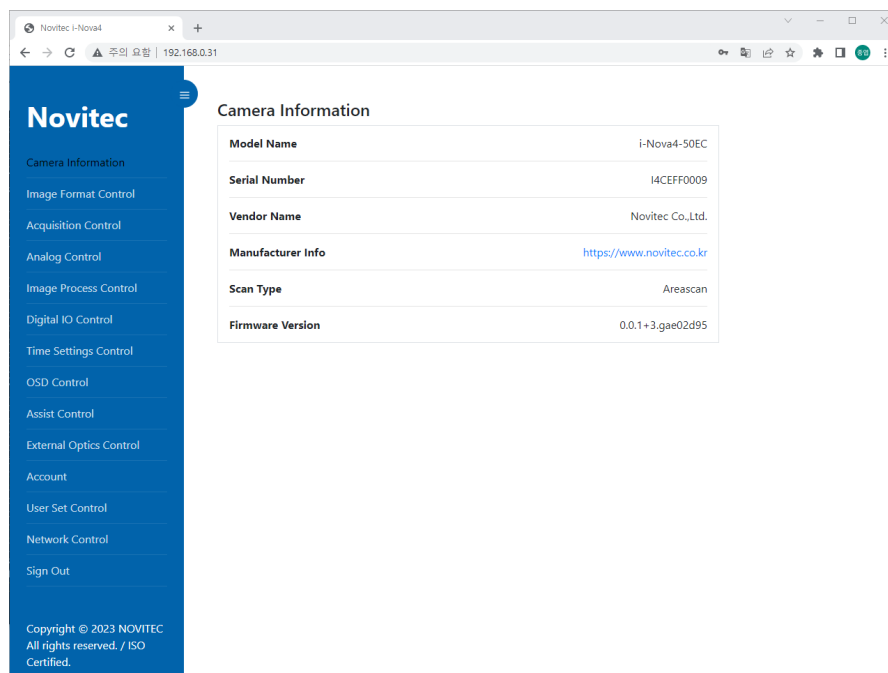 Novitec i-Nova4
주의 요함 192.168.0.31
Novitec
Camera Information
Image Format Control
Acquisition Control
Analog Control
Image Process Control
Digital IO Control
Time Settings Control
OSD Control
Assist Control
External Optics Control
Account
User Set Control
Network Control
Sign Out
Copyright © 2023 NOVITEC
All rights reserved. / ISO
Certified.
Camera Information
Model Name i-Nova4-50EC
Serial Number I4CEFF0009
Vendor Name Novitec Co.,Ltd.
Manufacturer Info https://www.novitec.co.kr
Scan Type Areascan
Firmware Version 0.0.1+3.gae02d95